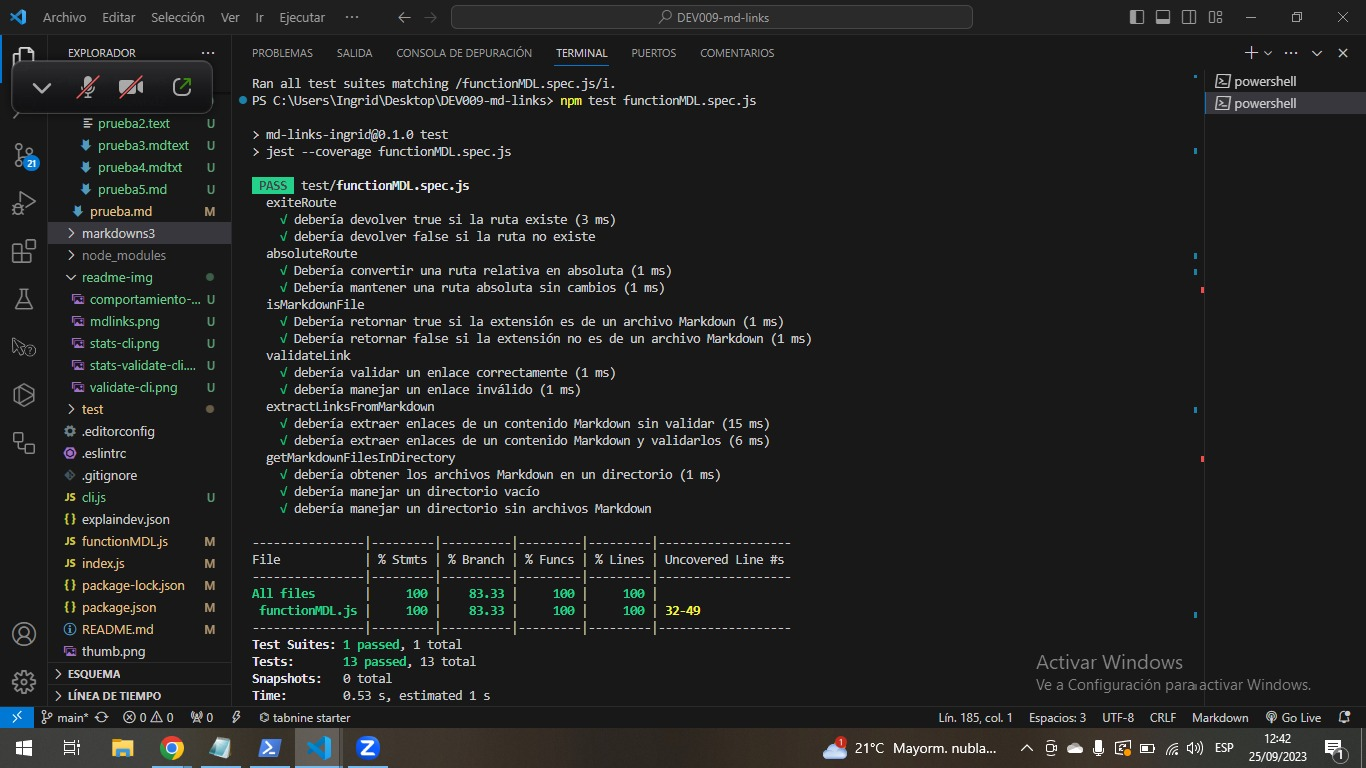 Archivo Editar Selección Ver Ir Ejecutar ··· DEV009-md-links
EXPLORADOR ···
prueba2.text U
prueba3.mdtext U
prueba4.mdtxt U
prueba5.md U
prueba.md M
markdowns3
node_modules
readme-img
comportamiento-... U
mdlinks.png U
stats-cli.png U
stats-validate-cli.... U
validate-cli.png U
test
.editorconfig
.eslintrc
.gitignore
JS cli.js U
{} explaindev.json
JS functionMDL.js M
JS index.js M
{} package-lock.json M
{} package.json M
README.md M
thumb.png
ESQUEMA
LÍNEA DE TIEMPO
21
PROBLEMAS SALIDA CONSOLA DE DEPURACIÓN TERMINAL PUERTOS COMENTARIOS
Ran all test suites matching /functionMDL.spec.js/i.
PS C:\Users\Ingrid\Desktop\DEV009-md-links> npm test functionMDL.spec.js
> md-links-ingrid@0.1.0 test
> jest --coverage functionMDL.spec.js
PASS test/functionMDL.spec.js
exiteRoute
√ debería devolver true si la ruta existe (3 ms)
√ debería devolver false si la ruta no existe
absoluteRoute
√ Debería convertir una ruta relativa en absoluta (1 ms)
√ Debería mantener una ruta absoluta sin cambios (1 ms)
isMarkdownFile
√ Debería retornar true si la extensión es de un archivo Markdown (1 ms)
√ Debería retornar false si la extensión no es de un archivo Markdown (1 ms)
validateLink
√ debería validar un enlace correctamente (1 ms)
√ debería manejar un enlace inválido (1 ms)
extractLinksFromMarkdown
√ debería extraer enlaces de un contenido Markdown sin validar (15 ms)
√ debería extraer enlaces de un contenido Markdown y validarlos (6 ms)
getMarkdownFilesInDirectory
√ debería obtener los archivos Markdown en un directorio (1 ms)
√ debería manejar un directorio vacío
√ debería manejar un directorio sin archivos Markdown
----------------|---------|----------|---------|---------|-------------------
File | % Stmts | % Branch | % Funcs | % Lines | Uncovered Line #s
----------------|---------|----------|---------|---------|-------------------
All files | 100 | 83.33 | 100 | 100 |
functionMDL.js | 100 | 83.33 | 100 | 100 | 32-49
----------------|---------|----------|---------|---------|-------------------
Test Suites: 1 passed, 1 total
Tests: 13 passed, 13 total
Snapshots: 0 total
Time: 0.53 s, estimated 1 s
powershell
powershell
Activar Windows
Ve a Configuración para activar Windows.
main* 0 0 0 tabnine starter Lín. 185, col. 1 Espacios: 3 UTF-8 CRLF Markdown Go Live
1 21°C Mayorm. nubla... ESP 12:42
25/09/2023 1